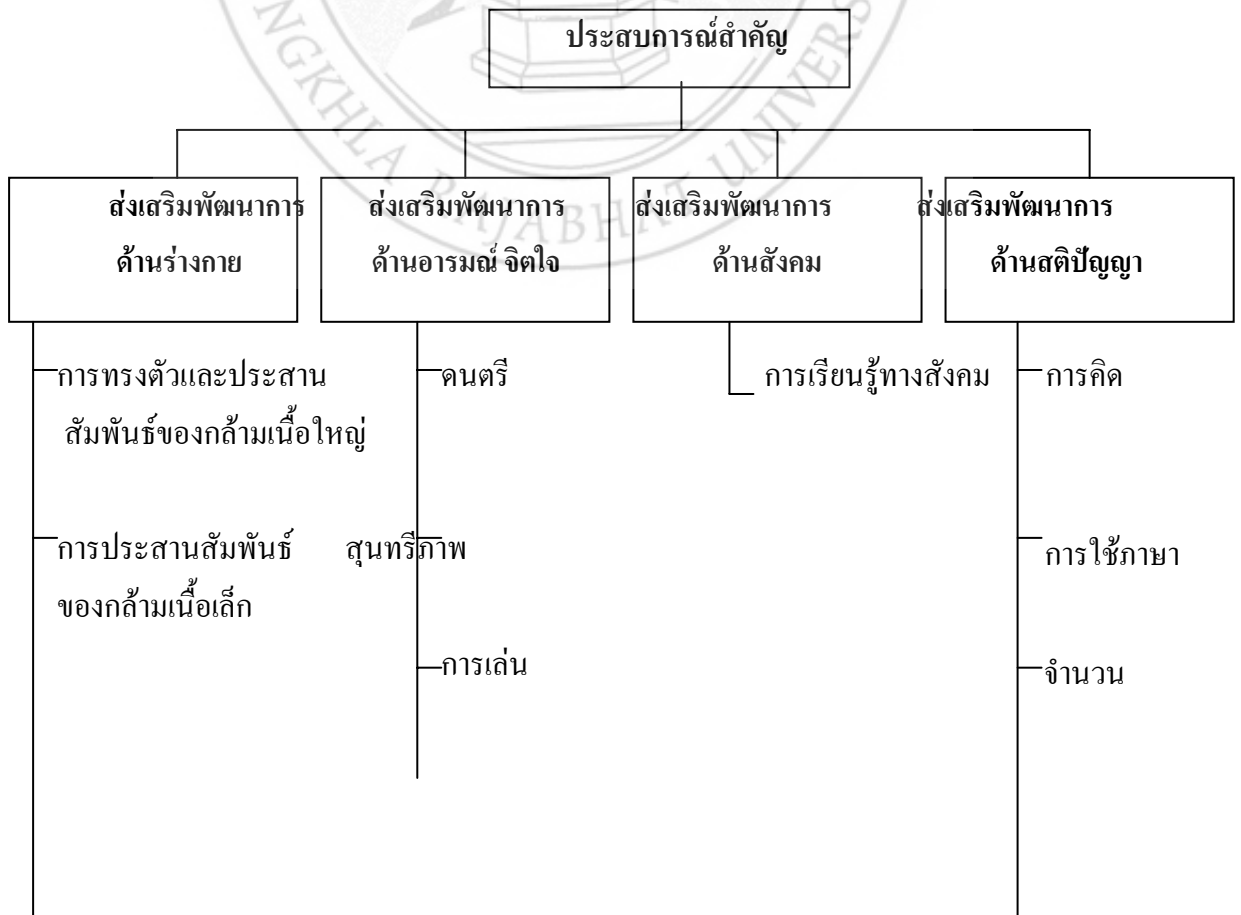 ประสบการณ์สำคัญ
NGKHLA RAJABHAT UNIVERS
ส่งเสริมพัฒนาการ
ด้านร่างกาย
ส่งเสริมพัฒนาการ
ด้านอารมณ์ จิตใจ
ส่งเสริมพัฒนาการ
ด้านสังคม
ส่งเสริมพัฒนาการ
ด้านสติปัญญา
การทรงตัวและประสาน
สัมพันธ์ของกล้ามเนื้อใหญ่
การประสานสัมพันธ์
ของกล้ามเนื้อเล็ก
ดนตรี
สุนทรีภาพ
การเล่น
การเรียนรู้ทางสังคม
การคิด
การใช้ภาษา
จำนวน